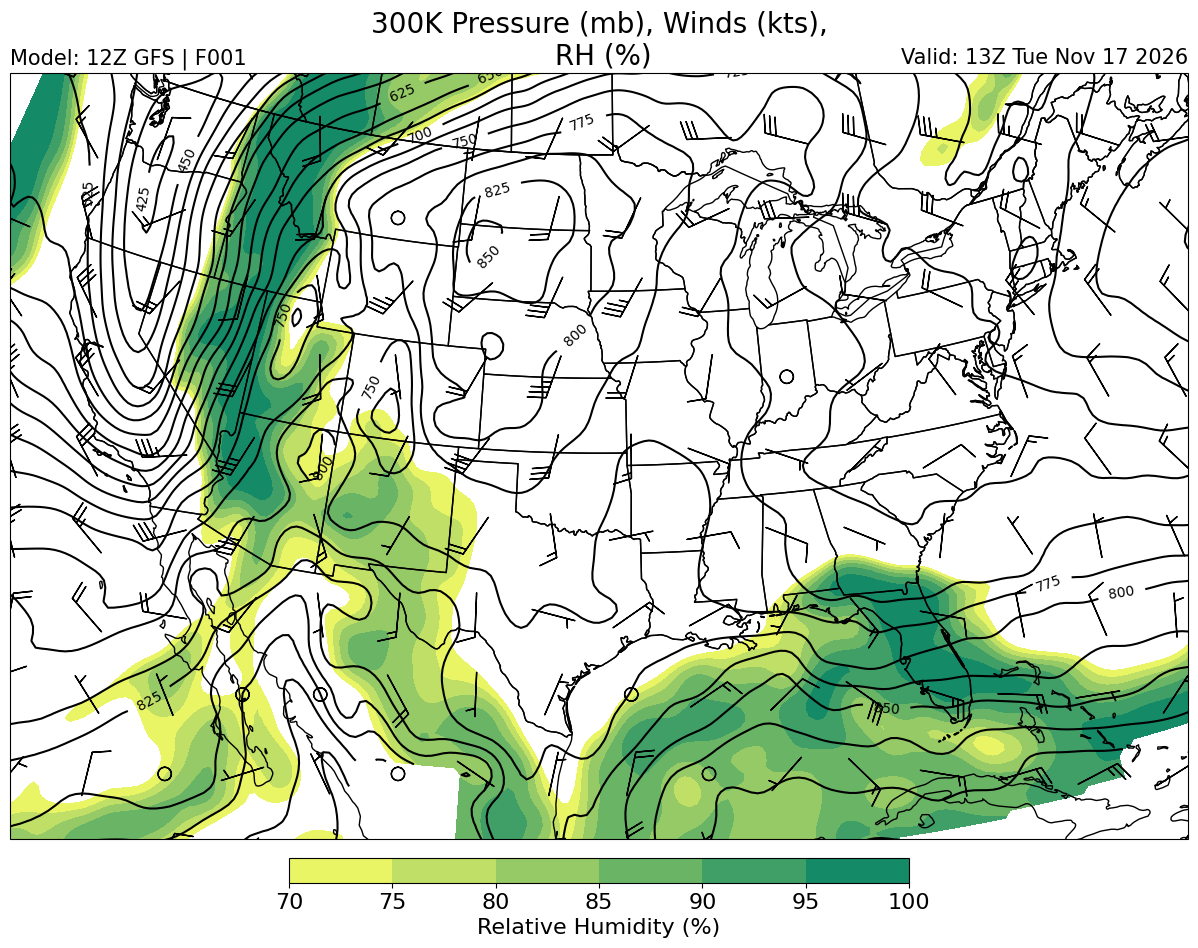 300K Pressure (mb), Winds (kts),
RH (%)
Model: 12Z GFS | F001
Valid: 13Z Tue Nov 17 2026
625
700
750
775
450
425
825
850
750
800
750
775
800
825
850
70 75 80 85 90 95 100
Relative Humidity (%)